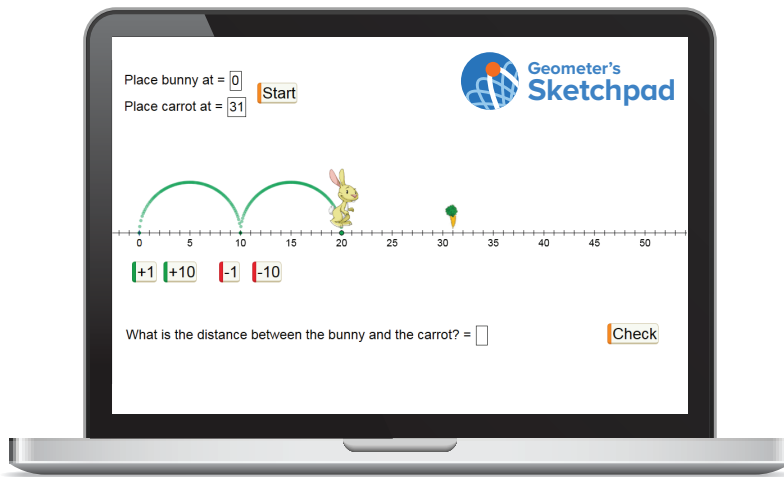 Place bunny at = 0
Place carrot at = 31
Start
Geometer's
Sketchpad
0 5 10 15 20 25 30 35 40 45 50
+1 +10 -1 -10
What is the distance between the bunny and the carrot? =
Check